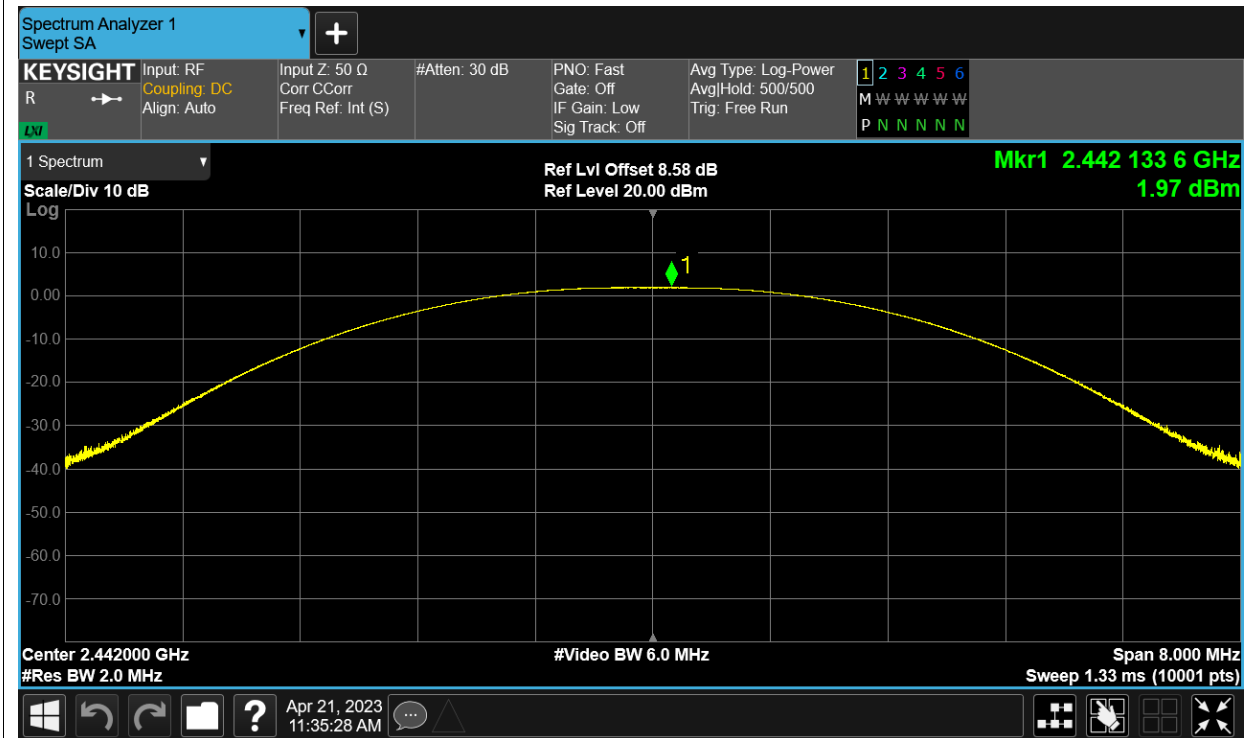 Spectrum Analyzer 1
Swept SA
+
KEYSIGHT
R
LXI
Input: RF
Coupling: DC
Align: Auto
Input Z: 50 Ω
Corr CCorr
Freq Ref: Int (S)
#Atten: 30 dB
PNO: Fast
Gate: Off
IF Gain: Low
Sig Track: Off
Avg Type: Log-Power
Avg|Hold: 500/500
Trig: Free Run
1 2 3 4 5 6
M W W W W W
P N N N N N
1 Spectrum
Scale/Div 10 dB
Log
Ref Lvl Offset 8.58 dB
Ref Level 20.00 dBm
Mkr1 2.442 133 6 GHz
1.97 dBm
1
10.0
0.00
-10.0
-20.0
-30.0
-40.0
-50.0
-60.0
-70.0
Center 2.442000 GHz
#Res BW 2.0 MHz
#Video BW 6.0 MHz
Span 8.000 MHz
Sweep 1.33 ms (10001 pts)
?
Apr 21, 2023
11:35:28 AM